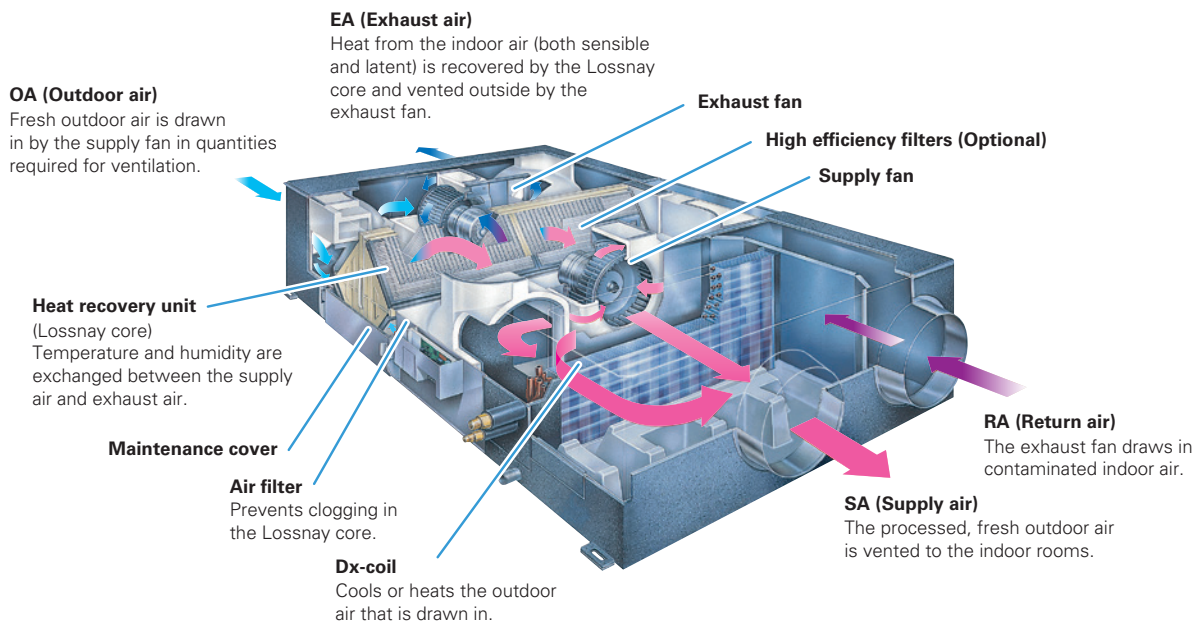 EA (Exhaust air)
Heat from the indoor air (both sensible
and latent) is recovered by the Lossnay
core and vented outside by the
exhaust fan.
OA (Outdoor air)
Fresh outdoor air is drawn
in by the supply fan in quantities
required for ventilation.
Exhaust fan
High efficiency filters (Optional)
Supply fan
Heat recovery unit
(Lossnay core)
Temperature and humidity are
exchanged between the supply
air and exhaust air.
Maintenance cover
Air filter
Prevents clogging in
the Lossnay core.
Dx-coil
Cools or heats the outdoor
air that is drawn in.
RA (Return air)
The exhaust fan draws in
contaminated indoor air.
SA (Supply air)
The processed, fresh outdoor air
is vented to the indoor rooms.